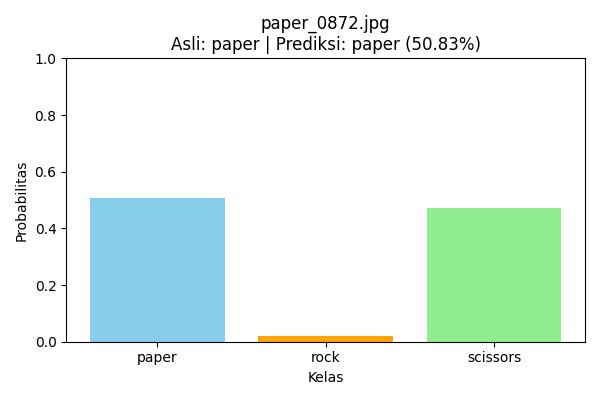 paper_0872.jpg
Asli: paper | Prediksi: paper (50.83%)
1.0
0.8
0.6
0.4
0.2
0.0
Probabilitas
paper rock scissors
Kelas